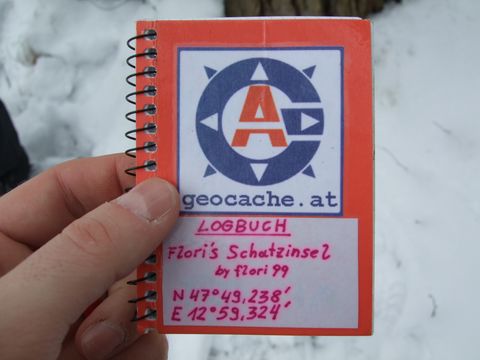 A
geocache.at
LOGBUCH
Flori's Schatzinsel
by flori 99
N 47°49,238'
E 12°59,324'